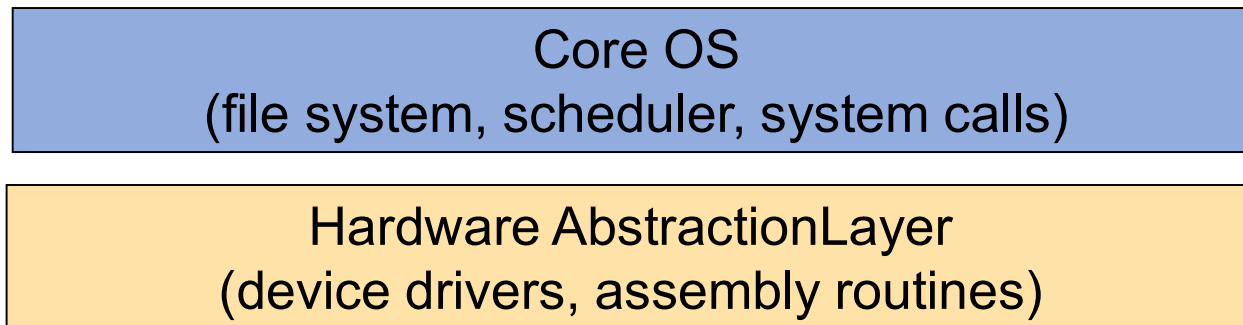 Core OS
(file system, scheduler, system calls)
Hardware AbstractionLayer
(device drivers, assembly routines)